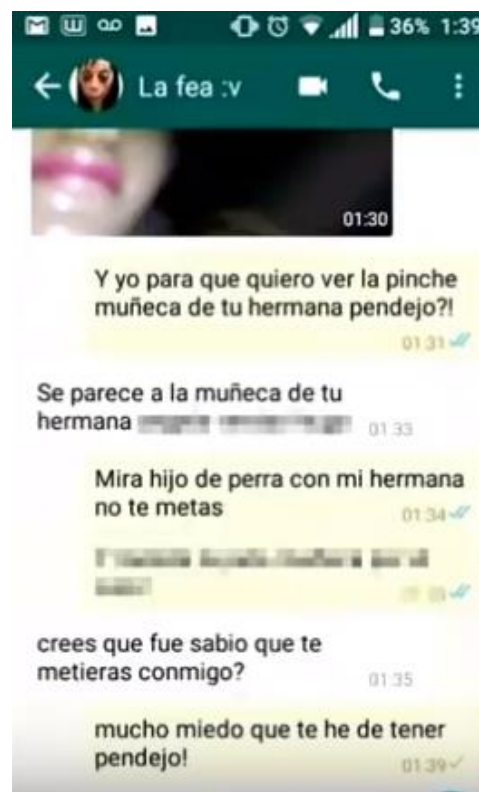 36% 1:39
La fea :v
01:30
Y yo para que quiero ver la pinche
muñeca de tu hermana pendejo?!
01:31
Se parece a la muñeca de tu
hermana
01:33
Mira hijo de perra con mi hermana
no te metas
01:34
crees que fue sabio que te
metieras conmigo?
01:35
mucho miedo que te he de tener
pendejo!
01:39